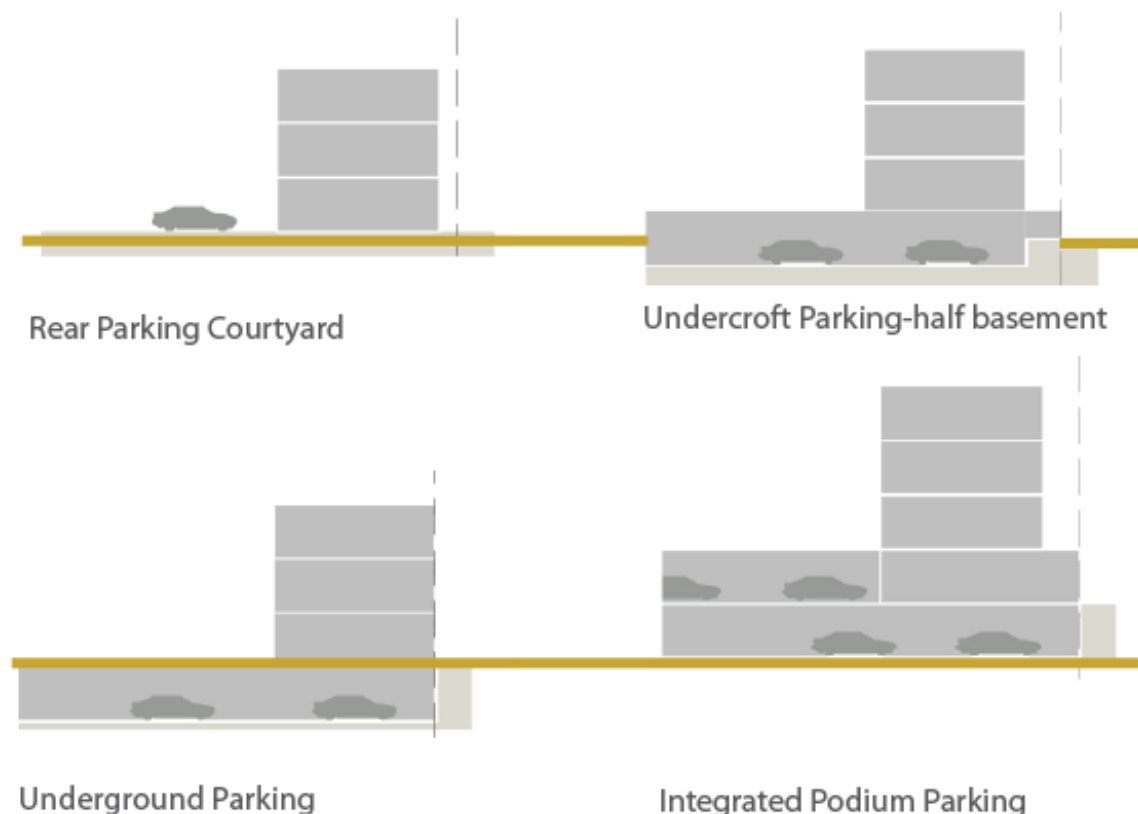 Rear Parking Courtyard
Undercroft Parking-half basement
Underground Parking
Integrated Podium Parking